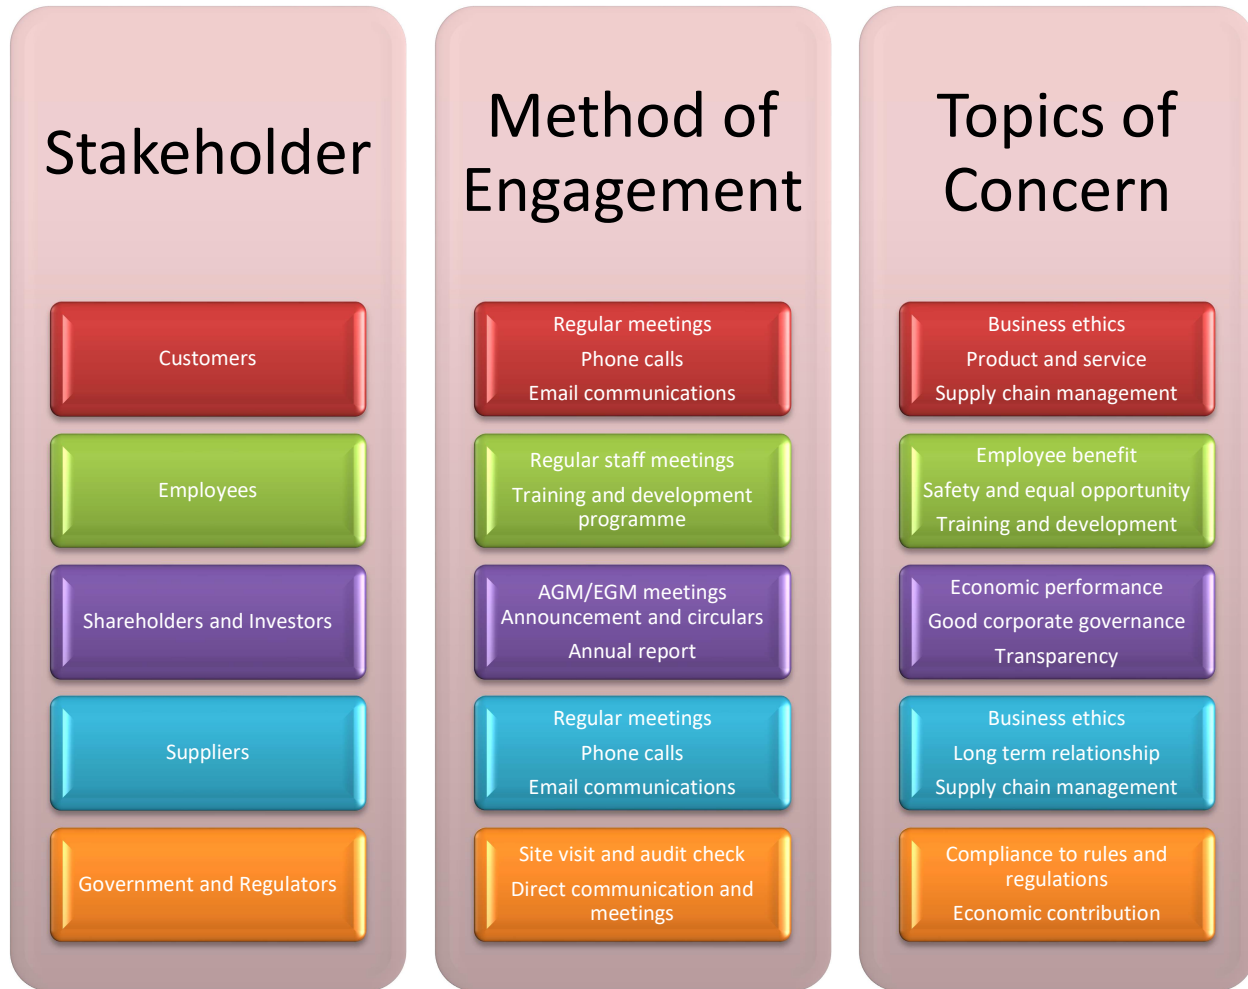 Stakeholder
Customers
Employees
Shareholders and Investors
Suppliers
Government and Regulators
Method of
Engagement
Regular meetings
Phone calls
Email communications
Regular staff meetings
Training and development
programme
AGM/EGM meetings
Announcement and circulars
Annual report
Regular meetings
Phone calls
Email communications
Site visit and audit check
Direct communication and
meetings
Topics of
Concern
Business ethics
Product and service
Supply chain management
Employee benefit
Safety and equal opportunity
Training and development
Economic performance
Good corporate governance
Transparency
Business ethics
Long term relationship
Supply chain management
Compliance to rules and
regulations
Economic contribution